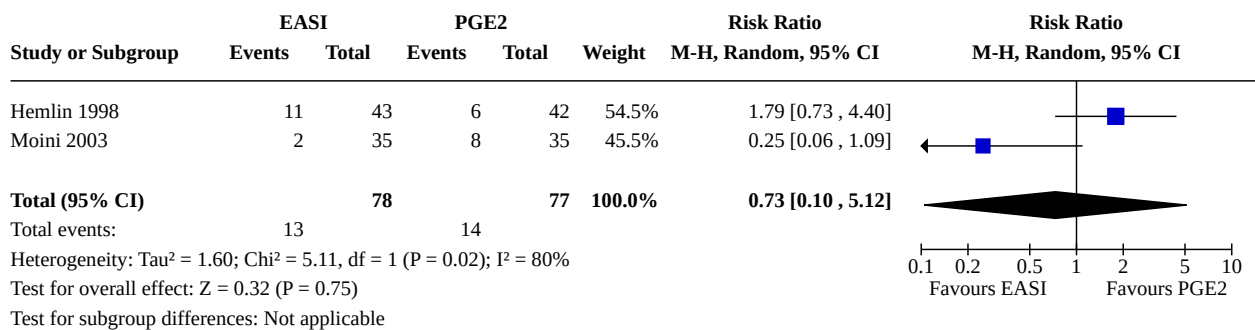 EASI PGE2 Risk Ratio Risk Ratio
Study or Subgroup Events Total Events Total Weight M-H, Random, 95% CI M-H, Random, 95% CI
Hemlin 1998 11 43 6 42 54.5% 1.79 [0.73 , 4.40]
Moini 2003 2 35 8 35 45.5% 0.25 [0.06 , 1.09]
Total (95% CI) 78 77 100.0% 0.73 [0.10 , 5.12]
Total events: 13 14
Heterogeneity: Tau² = 1.60; Chi² = 5.11, df = 1 (P = 0.02); I² = 80%
0.1 0.2 0.5 1 2 5 10
Test for overall effect: Z = 0.32 (P = 0.75) Favours EASI Favours PGE2
Test for subgroup differences: Not applicable